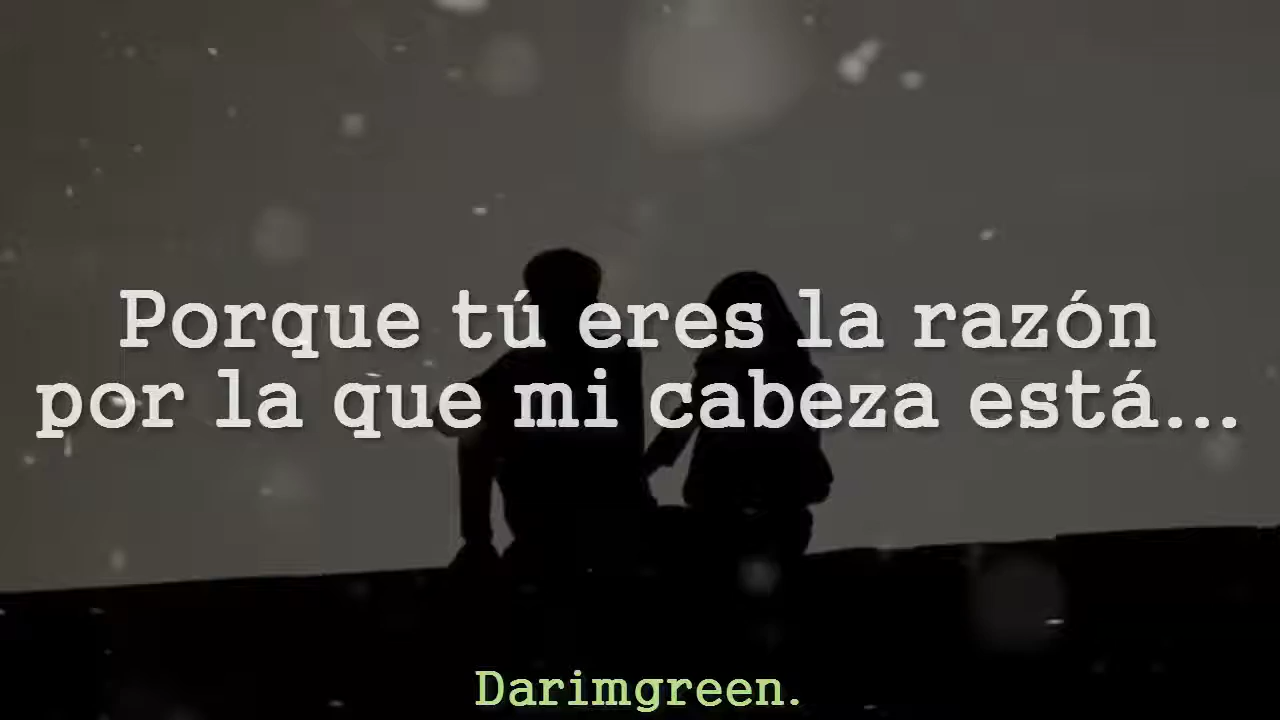 Porque tú eres la razón
por la que mi cabeza está...
Darimgreen.